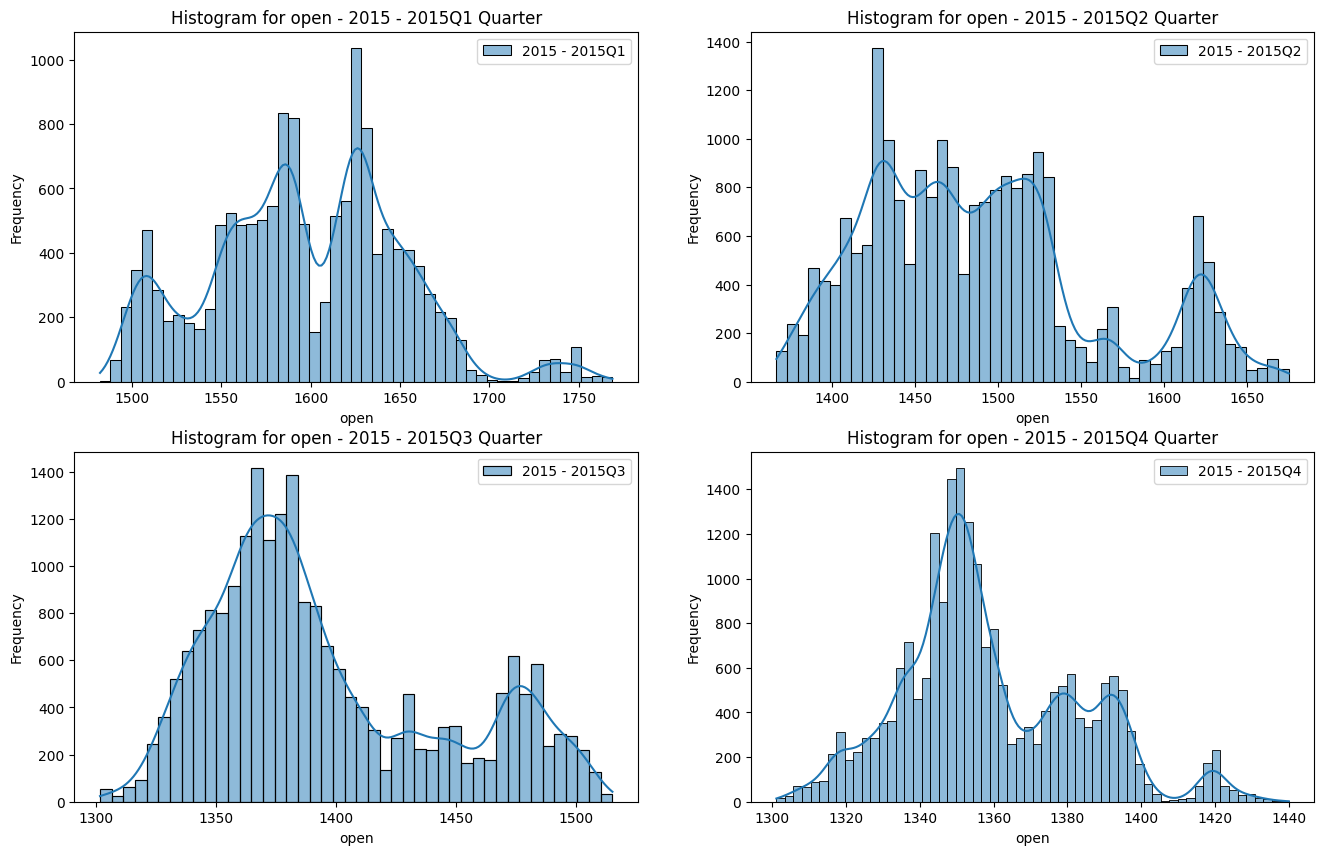 Histogram for open - 2015 - 2015Q1 Quarter
2015 - 2015Q1
Frequency
1000
800
600
400
200
0
1500 1550 1600 1650 1700 1750
open
Histogram for open - 2015 - 2015Q2 Quarter
2015 - 2015Q2
Frequency
1400
1200
1000
800
600
400
200
0
1400 1450 1500 1550 1600 1650
open
Histogram for open - 2015 - 2015Q3 Quarter
2015 - 2015Q3
Frequency
1400
1200
1000
800
600
400
200
0
1300 1350 1400 1450 1500
open
Histogram for open - 2015 - 2015Q4 Quarter
2015 - 2015Q4
Frequency
1400
1200
1000
800
600
400
200
0
1300 1320 1340 1360 1380 1400 1420 1440
open